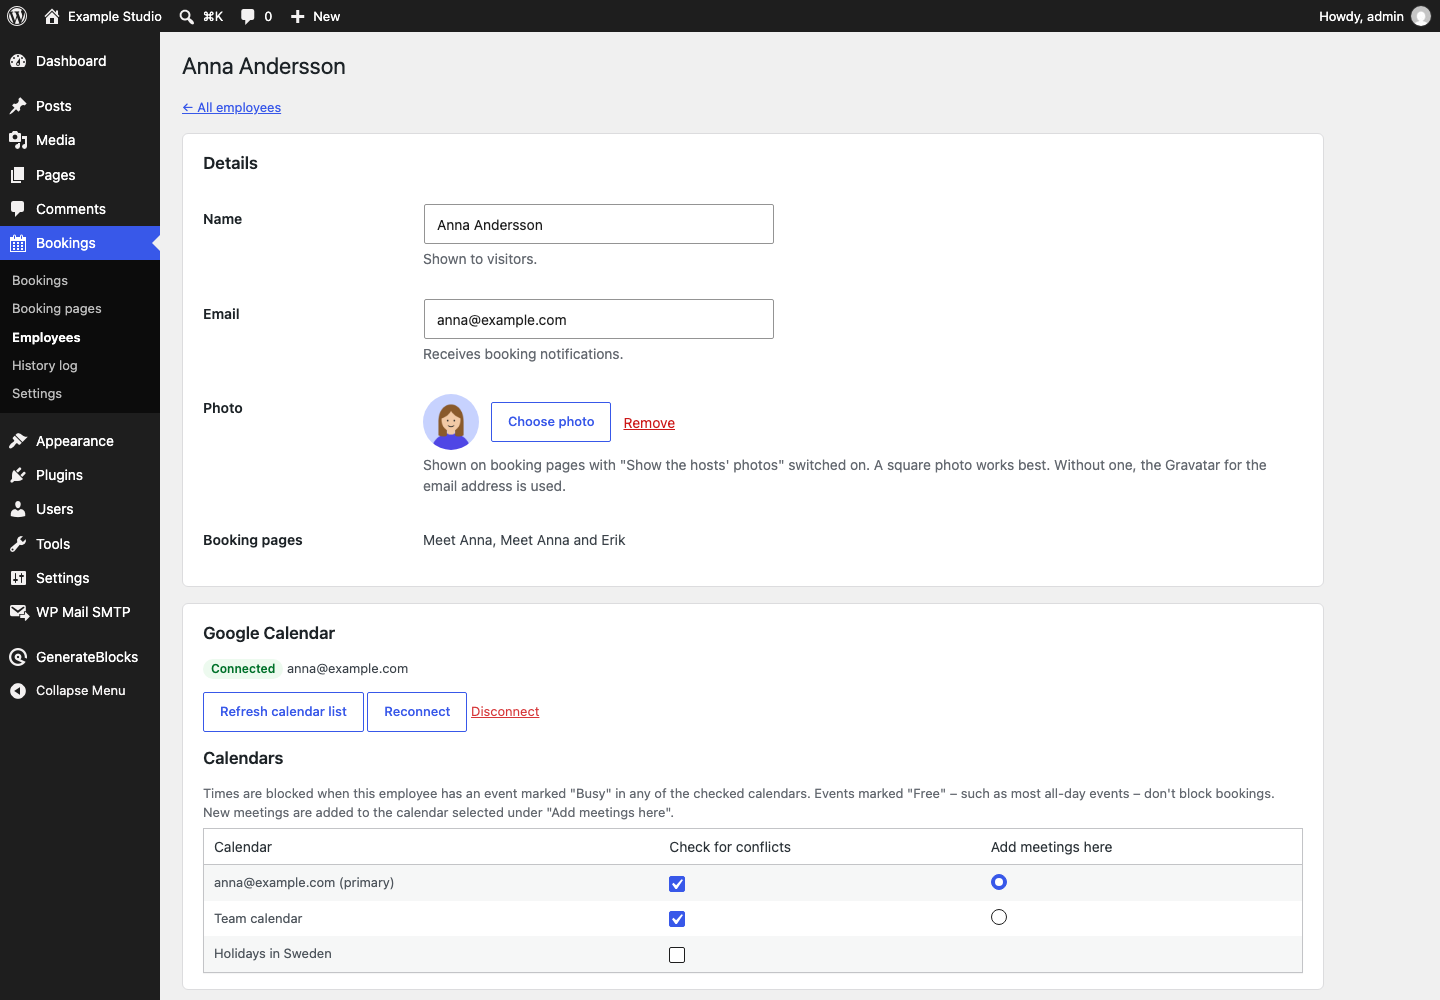 Example Studio
⌘K
0
New
Howdy, admin
Dashboard
Posts
Media
Pages
Comments
Bookings
Bookings
Booking pages
Employees
History log
Settings
Appearance
Plugins
Users
Tools
Settings
WP Mail SMTP
GenerateBlocks
Collapse Menu
Anna Andersson
← All employees
Details
Name
Anna Andersson
Shown to visitors.
Email
anna@example.com
Receives booking notifications.
Photo
Choose photo
Remove
Shown on booking pages with "Show the hosts' photos" switched on. A square photo works best. Without one, the Gravatar for the
email address is used.
Booking pages
Meet Anna, Meet Anna and Erik
Google Calendar
Connected anna@example.com
Refresh calendar list
Reconnect
Disconnect
Calendars
Times are blocked when this employee has an event marked "Busy" in any of the checked calendars. Events marked "Free" – such as most all-day events – don't block bookings.
New meetings are added to the calendar selected under "Add meetings here".
Calendar Check for conflicts Add meetings here
anna@example.com (primary)
Team calendar
Holidays in Sweden